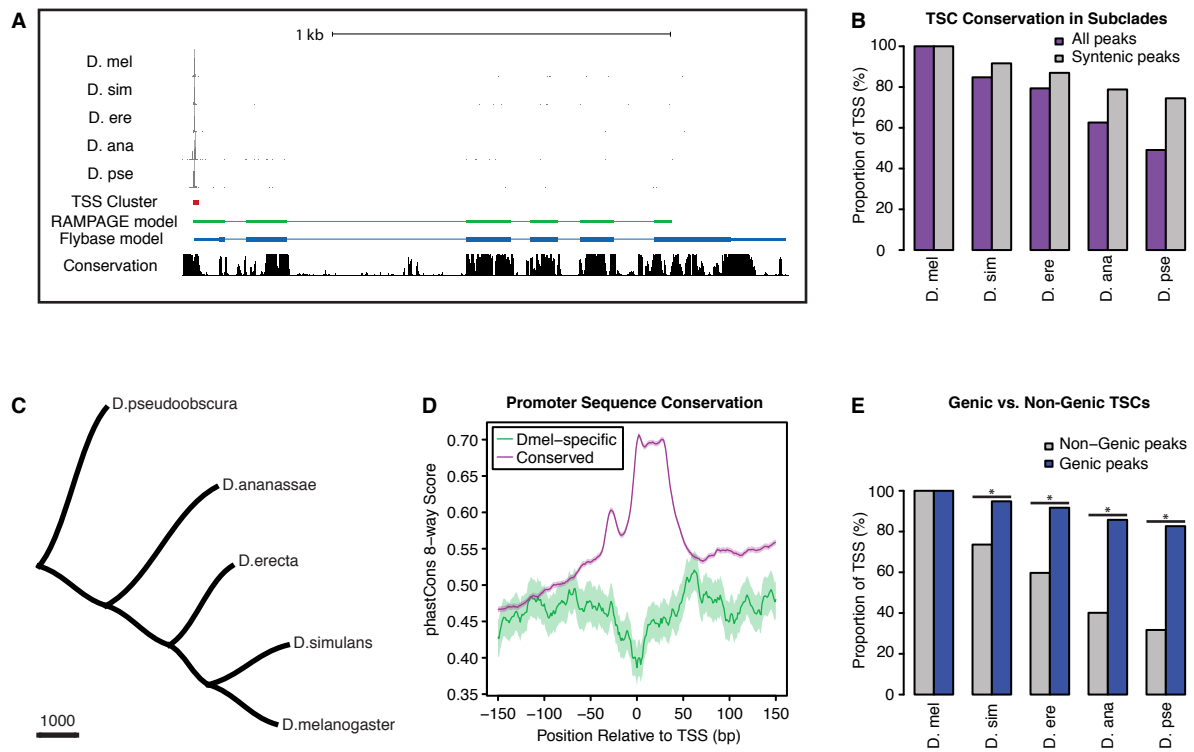 A
1 kb
D. mel
D. sim
D. ere
D. ana
D. pse
TSS Cluster
RAMPAGE model
Flybase model
Conservation
B
TSC Conservation in Subclades
All peaks
Syntenic peaks
Proportion of TSS (%)
100
80
60
40
20
0
D. mel
D. sim
D. ere
D. ana
D. pse
C
D.pseudoobscura
D.ananassae
D.erecta
D.simulans
D.melanogaster
1000
D
Promoter Sequence Conservation
Dmel−specific
Conserved
phastCons 8−way Score
0.70
0.65
0.60
0.55
0.50
0.45
0.40
0.35
−150 −100 −50 0 50 100 150
Position Relative to TSS (bp)
E
Genic vs. Non-Genic TSCs
Non−Genic peaks
Genic peaks
Proportion of TSS (%)
100
80
60
40
20
0
* * * *
D. mel
D. sim
D. ere
D. ana
D. pse